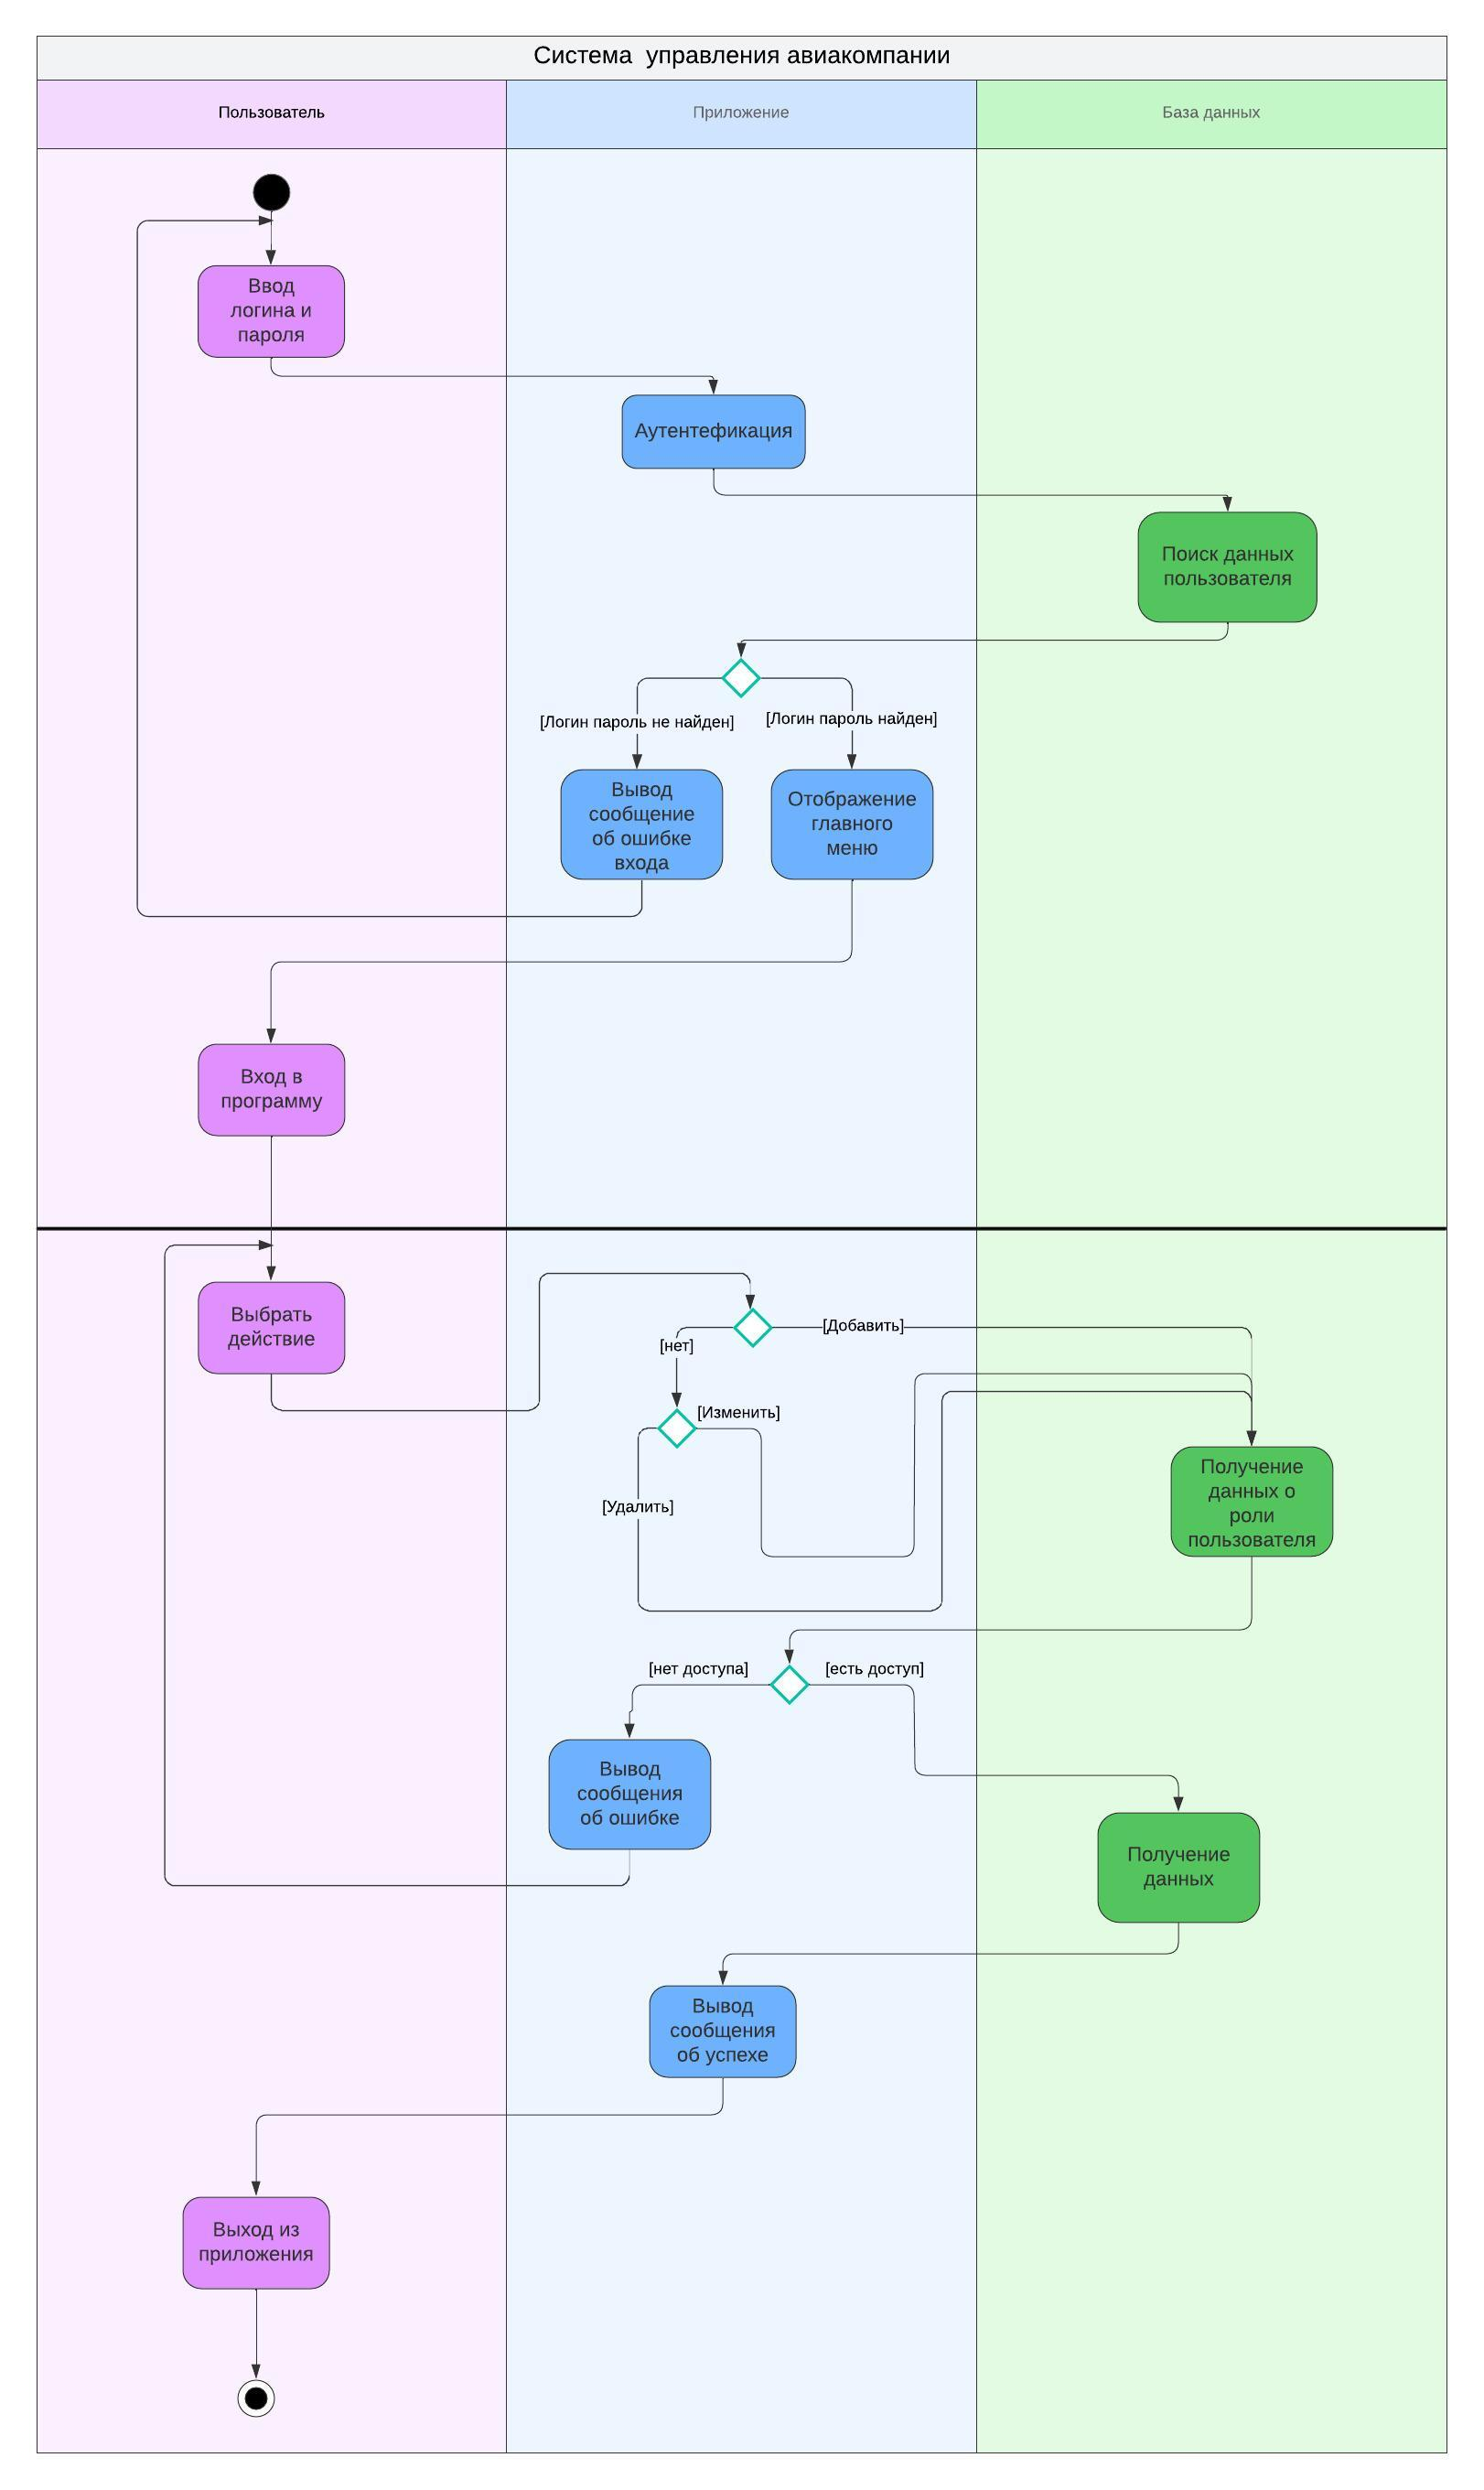 Система  управления авиакомпании
Пользователь
Приложение
База данных
Ввод
логина и
пароля
Аутентефикация
Поиск данных
пользователя
[Логин пароль не найден]
[Логин пароль найден]
Вывод
сообщение
об ошибке
входа
Отображение
главного
меню
Вход в
программу
Выбрать
действие
[Добавить]
[нет]
[Изменить]
[Удалить]
Получение
данных о
роли
пользователя
[нет доступа]
[есть доступ]
Вывод
сообщения
об ошибке
Получение
данных
Вывод
сообщения
об успехе
Выход из
приложения